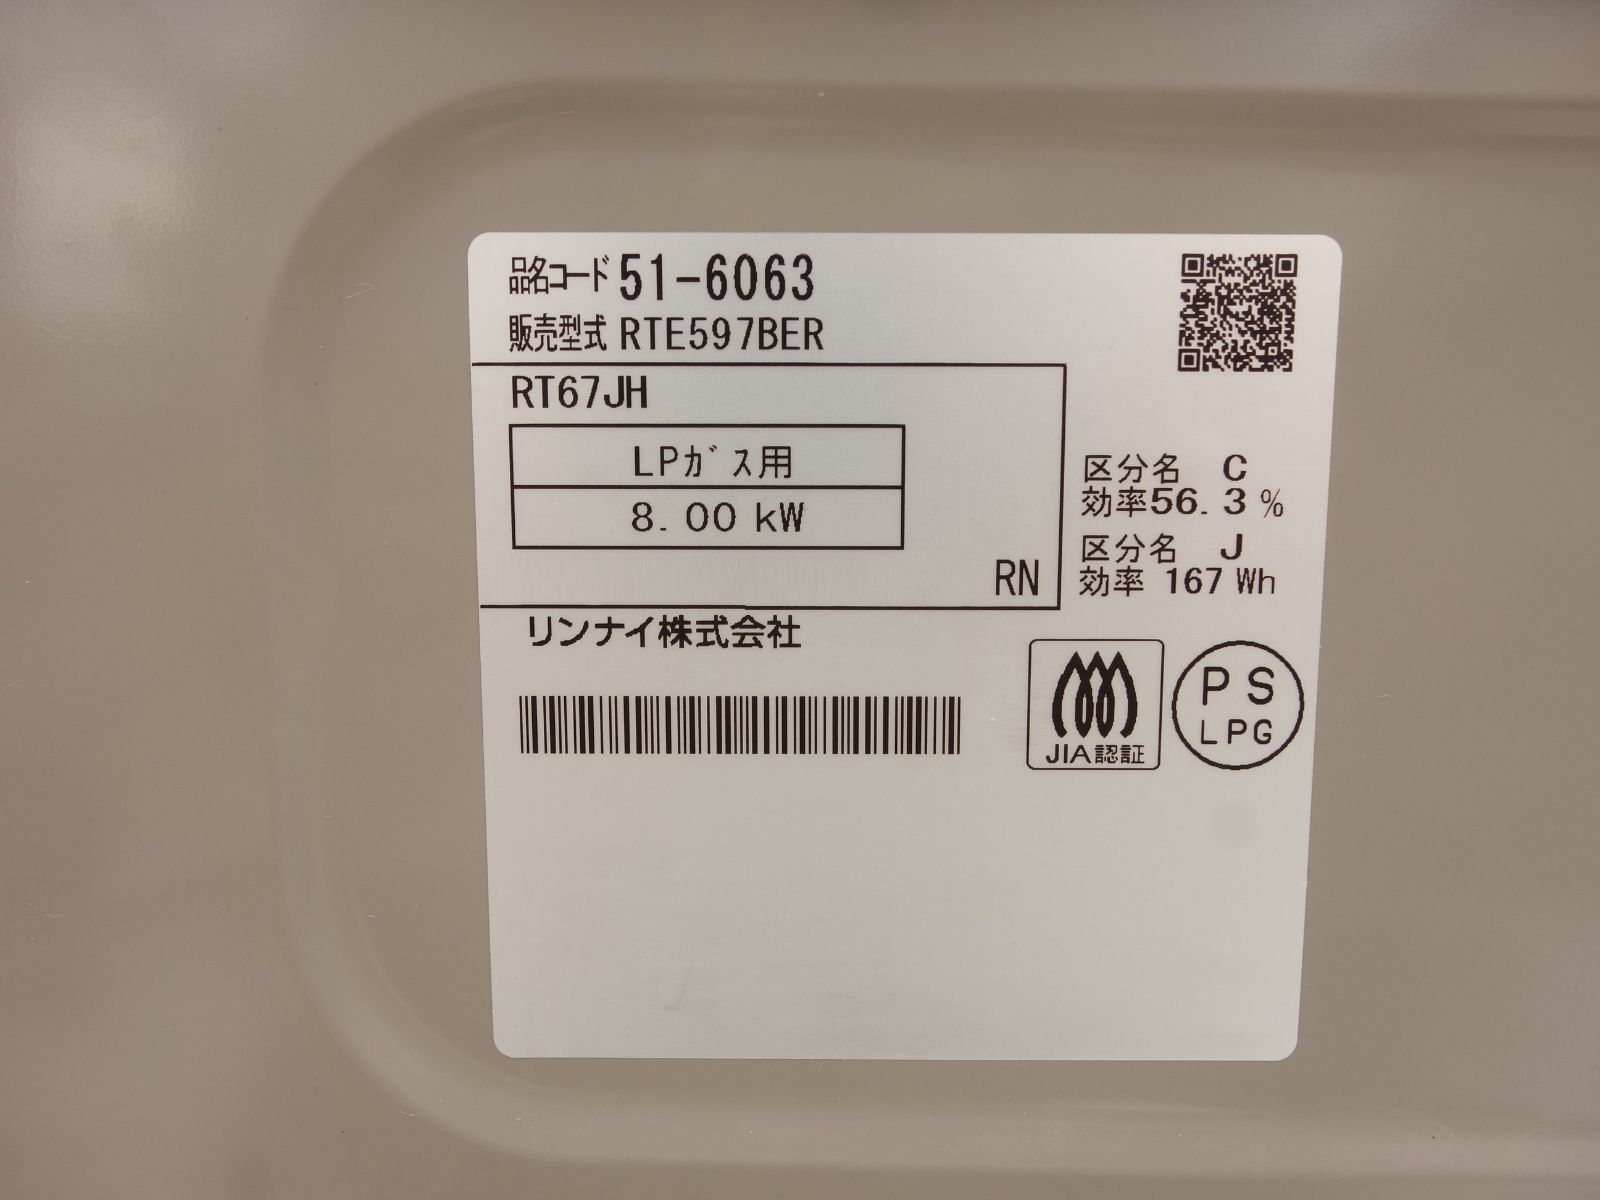 品名コード 51-6063
販売型式 RTE597BER
RT67JH
LPガス用
8.00 kW
RN
区分名 C
効率56.3 %
区分名 J
効率 167 Wh
リンナイ株式会社
JIA認証
PS
LPG